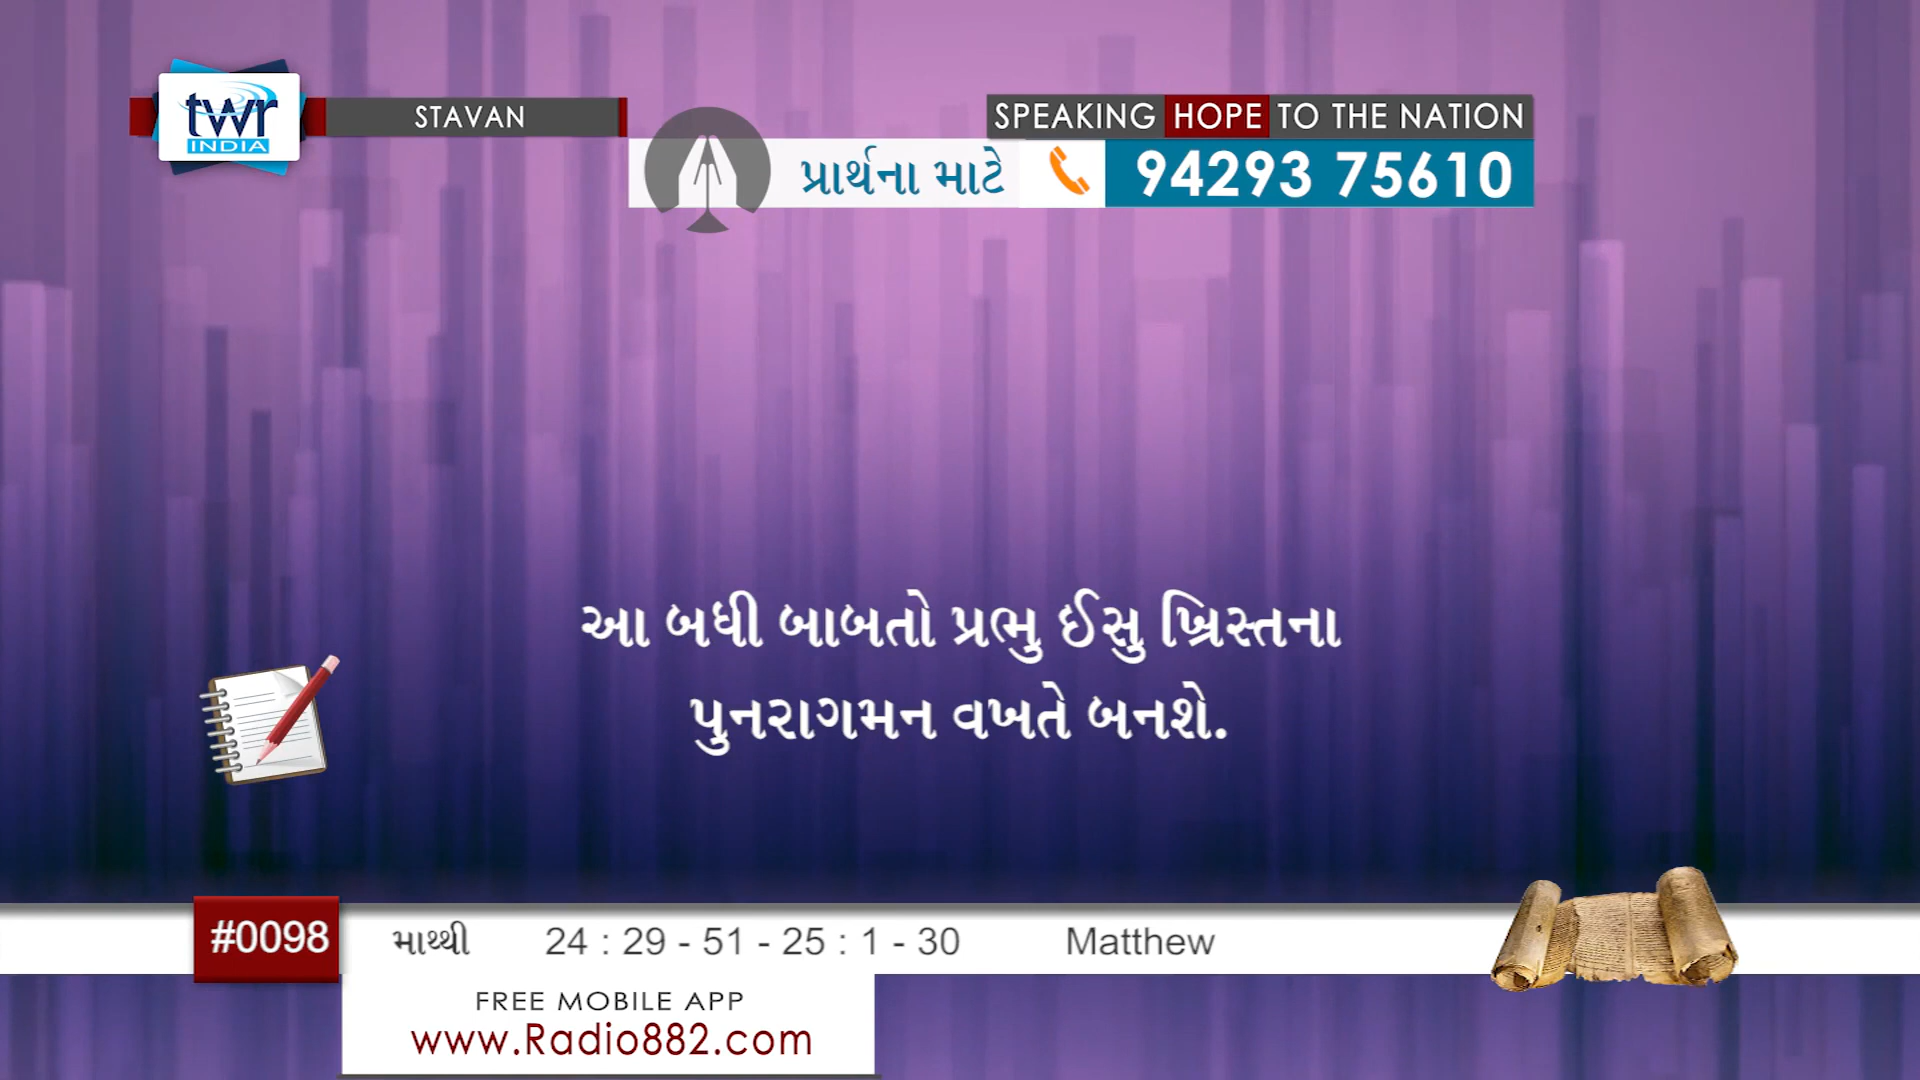 twr
INDIA
STAVAN
SPEAKING HOPE TO THE NATION
પ્રાર્થના માટે 94293 75610
આ બધી બાબતો પ્રભુ ઈસુ ખ્રિસ્તના
પુનરાગમન વખતે બનશે.
#0098 માથ્થી 24 : 29 - 51 - 25 : 1 - 30 Matthew
FREE MOBILE APP
www.Radio882.com